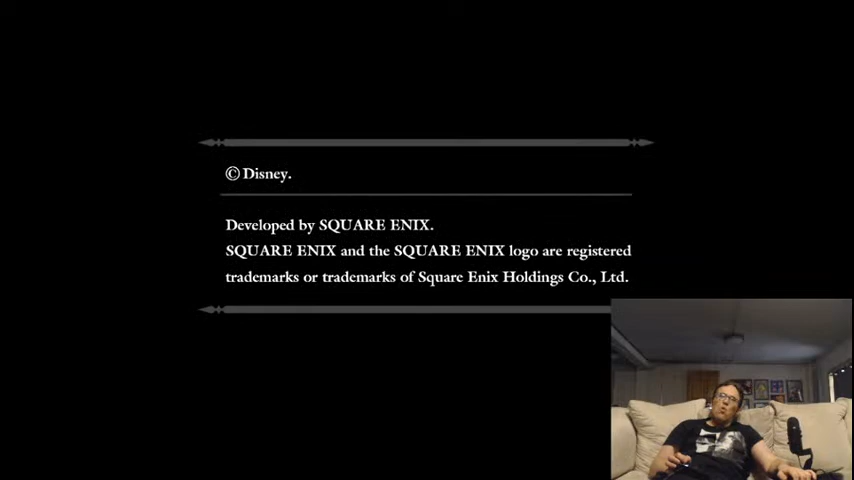 © Disney.
Developed by SQUARE ENIX.
SQUARE ENIX and the SQUARE ENIX logo are registered
trademarks or trademarks of Square Enix Holdings Co., Ltd.